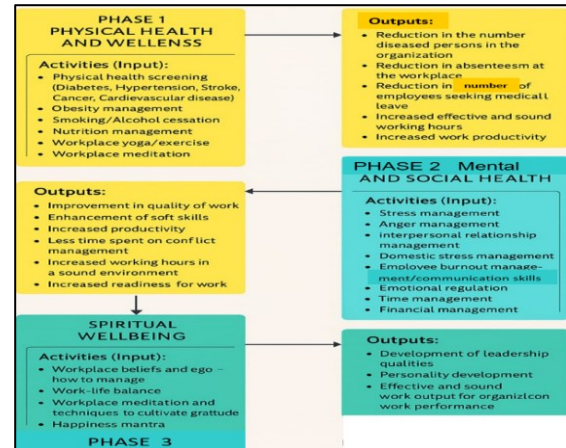 PHASE 1
PHYSICAL HEALTH
AND WELLENSS
Activities (Input):
• Physical health screening
(Diabetes, Hypertension, Stroke,
Cancer, Cardiovascular disease)
• Obesity management
• Smoking/Alcohol cessation
• Nutrition management
• Workplace yoga/exercise
• Workplace meditation
Outputs:
• Reduction in the number
diseased persons in the
organization
• Reduction in absenteesm at
the workplace
• Reduction in number of
employees seeking medicall
leave
• Increased effective and sound
working hours
• Increased work productivity
PHASE 2 Mental
AND SOCIAL HEALTH
Activities (Input):
• Stress management
• Anger management
• interpersonal relationship
management
• Domestic stress management
• Employee burnout manage-
ment/communication skills
• Emotional regulation
• Time management
• Financial management
Outputs:
• Improvement in quality of work
• Enhancement of soft skills
• Increased productivity
• Less time spent on conflict
management
• Increased working hours in
a sound environment
• Increased readiness for work
SPIRITUAL
WELLBEING
Activities (Input):
• Workplace beliefs and ego –
how to manage
• Work-life balance
• Workplace meditation and
techniques to cultivate grattude
• Happiness mantra
PHASE 3
Outputs:
• Development of leadership
qualities
• Personality development
• Effective and sound
work output for organizlcon
work performance